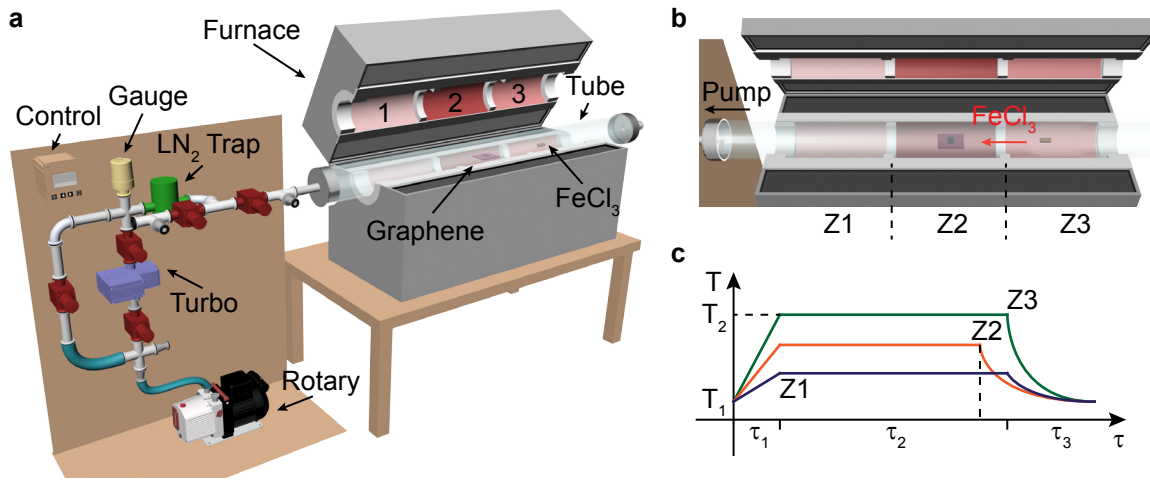 a
Furnace
Gauge
Control
LN₂ Trap
1
2
3
Tube
FeCl₃
Graphene
Turbo
Rotary
b
Pump
FeCl₃
Z1
Z2
Z3
c
T
T₂
T₁
Z3
Z2
Z1
τ₁
τ₂
τ₃
τ